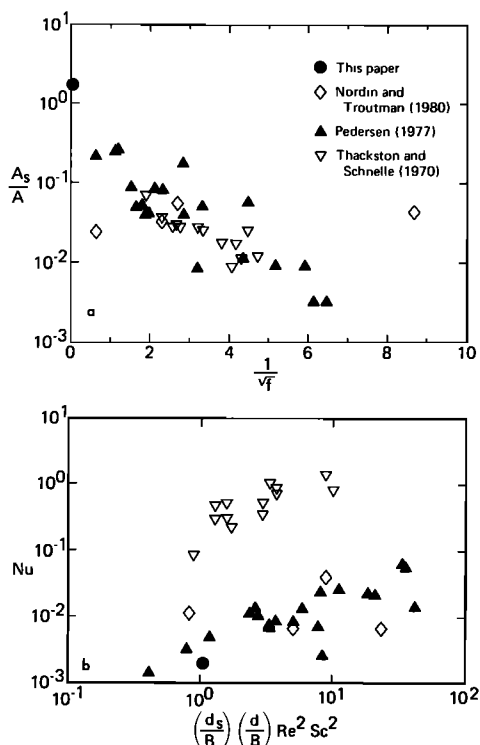 10^1
10^0
10^-1
10^-2
10^-3
A_s
A
a
0 2 4 6 8 10
1
√f
This paper
Nordin and
Troutman (1980)
Pedersen (1977)
Thackston and
Schnelle (1970)
10^1
10^0
10^-1
10^-2
10^-3
Nu
b
10^-1 10^0 10^1 10^2
(d_s/B) (d/B) Re^2 Sc^2